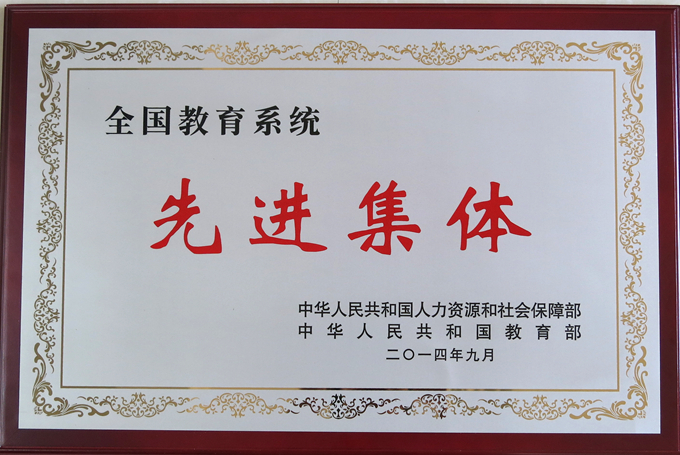 全国教育系统
先进集体
中华人民共和国人力资源和社会保障部
中华人民共和国教育部
二〇一四年九月